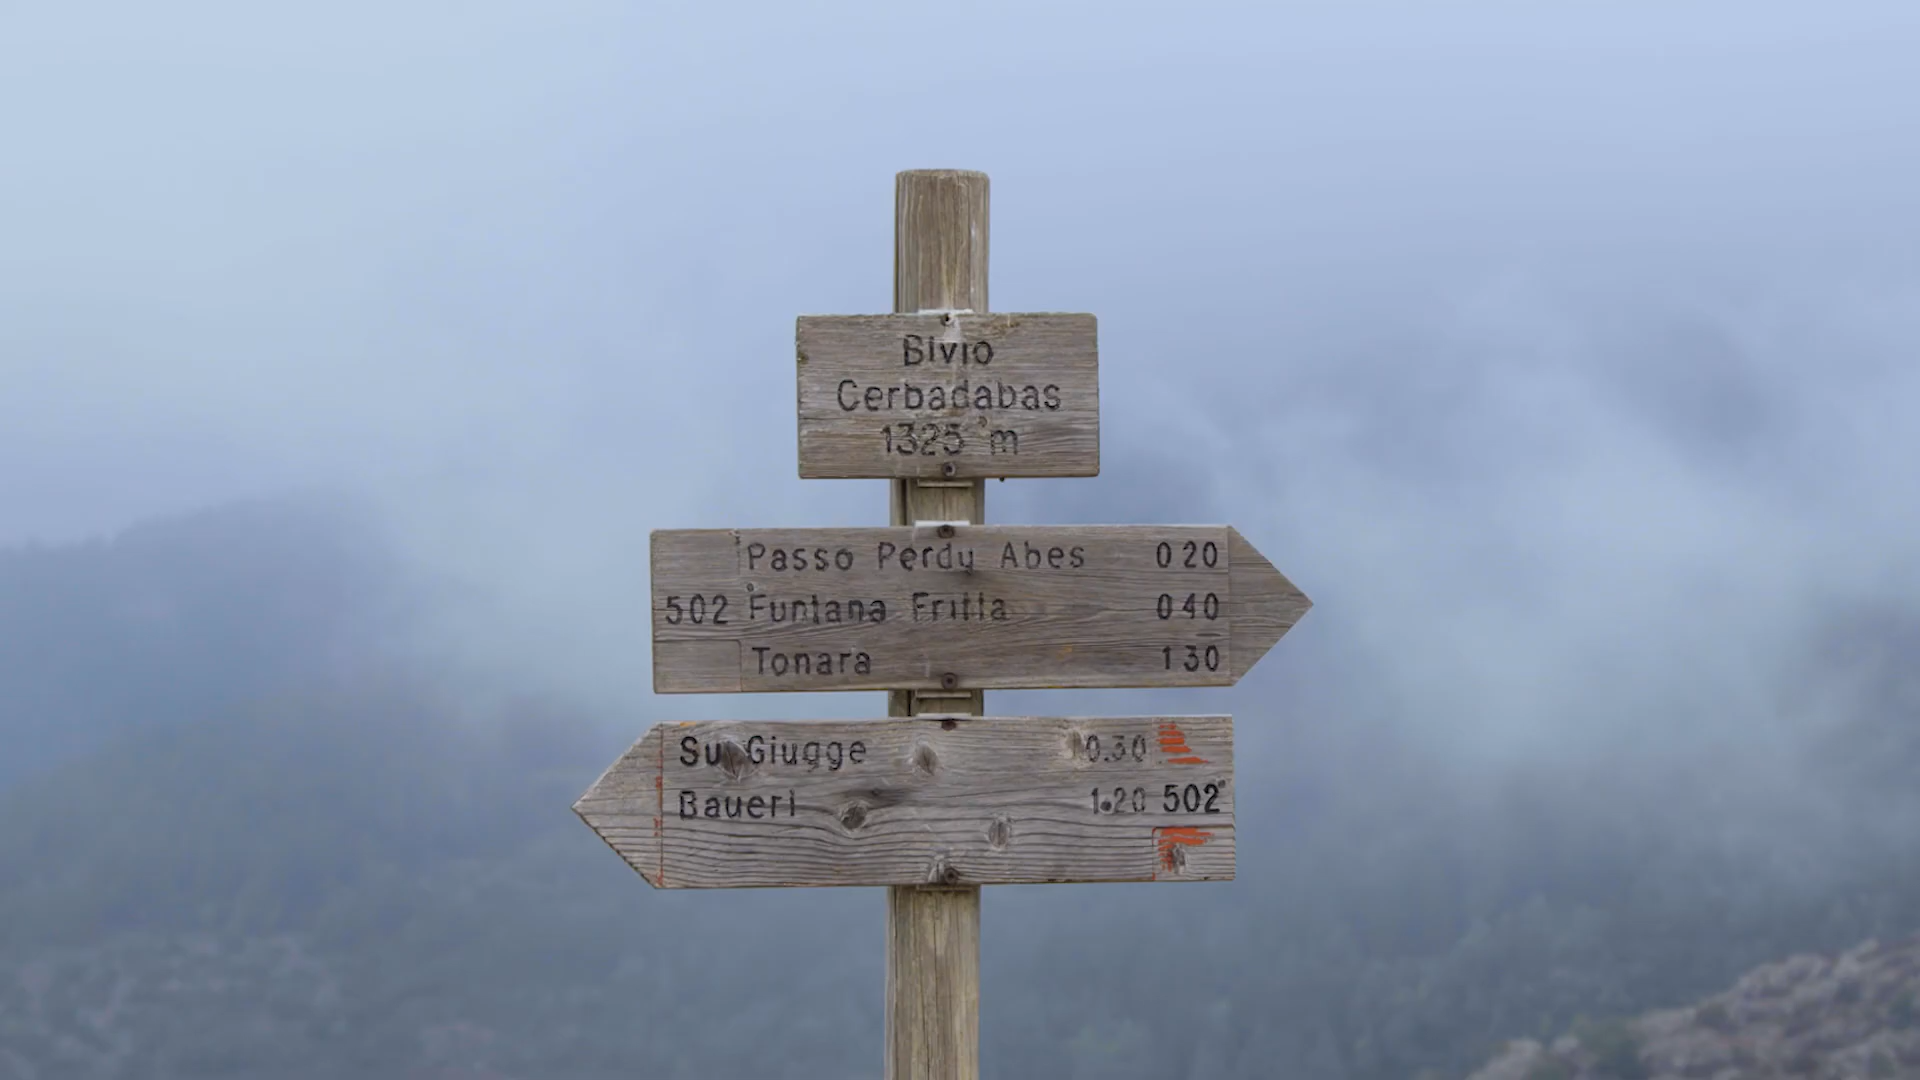 Bivio
Cerbadabas
1325 m
Passo Perdu Abes 0 20
502 Funtana Fritta 0 40
Tonara 1 30
Su Giugge 0.30
Baueri 1.20 502